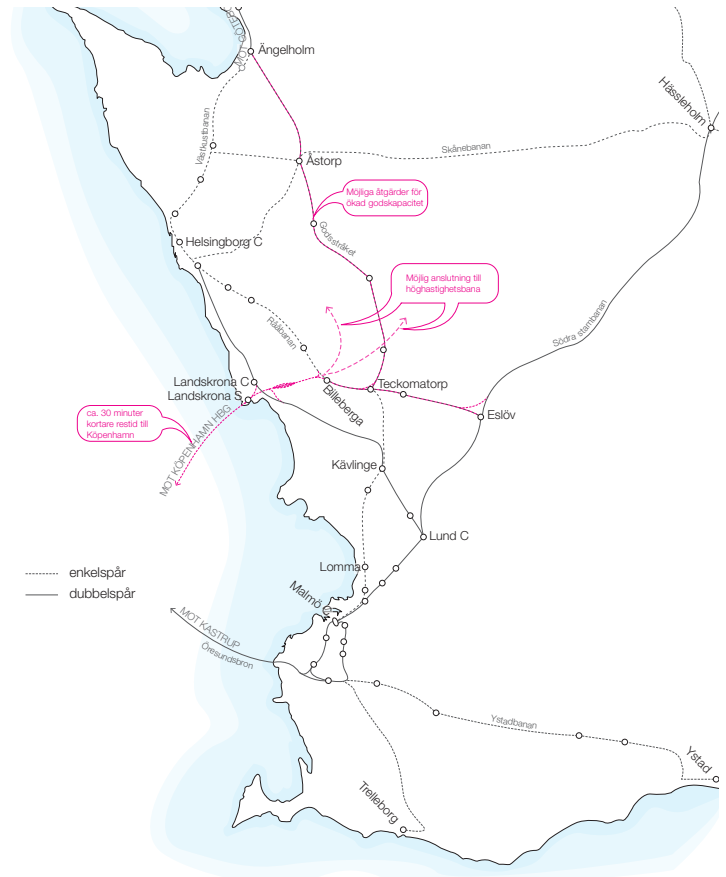 MOT GÖTEBORG
Ängelholm
Hässleholm
Västkustbanan
Skånebanan
Åstorp
Möjliga åtgärder för
ökad godskapacitet
Godsstråket
Helsingborg C
Möjlig anslutning till
höghastighetsbana
Rååbanan
Södra stambanan
Landskrona C
Landskrona S
Billeberga
Teckomatorp
Eslöv
ca. 30 minuter
kortare restid till
Köpenhamn
MOT KÖPENHAMN HBG
Kävlinge
Lund C
Lomma
enkelspår
dubbelspår
Malmö C
MOT KASTRUP
Öresundsbron
Ystadbanan
Ystad
Trelleborg